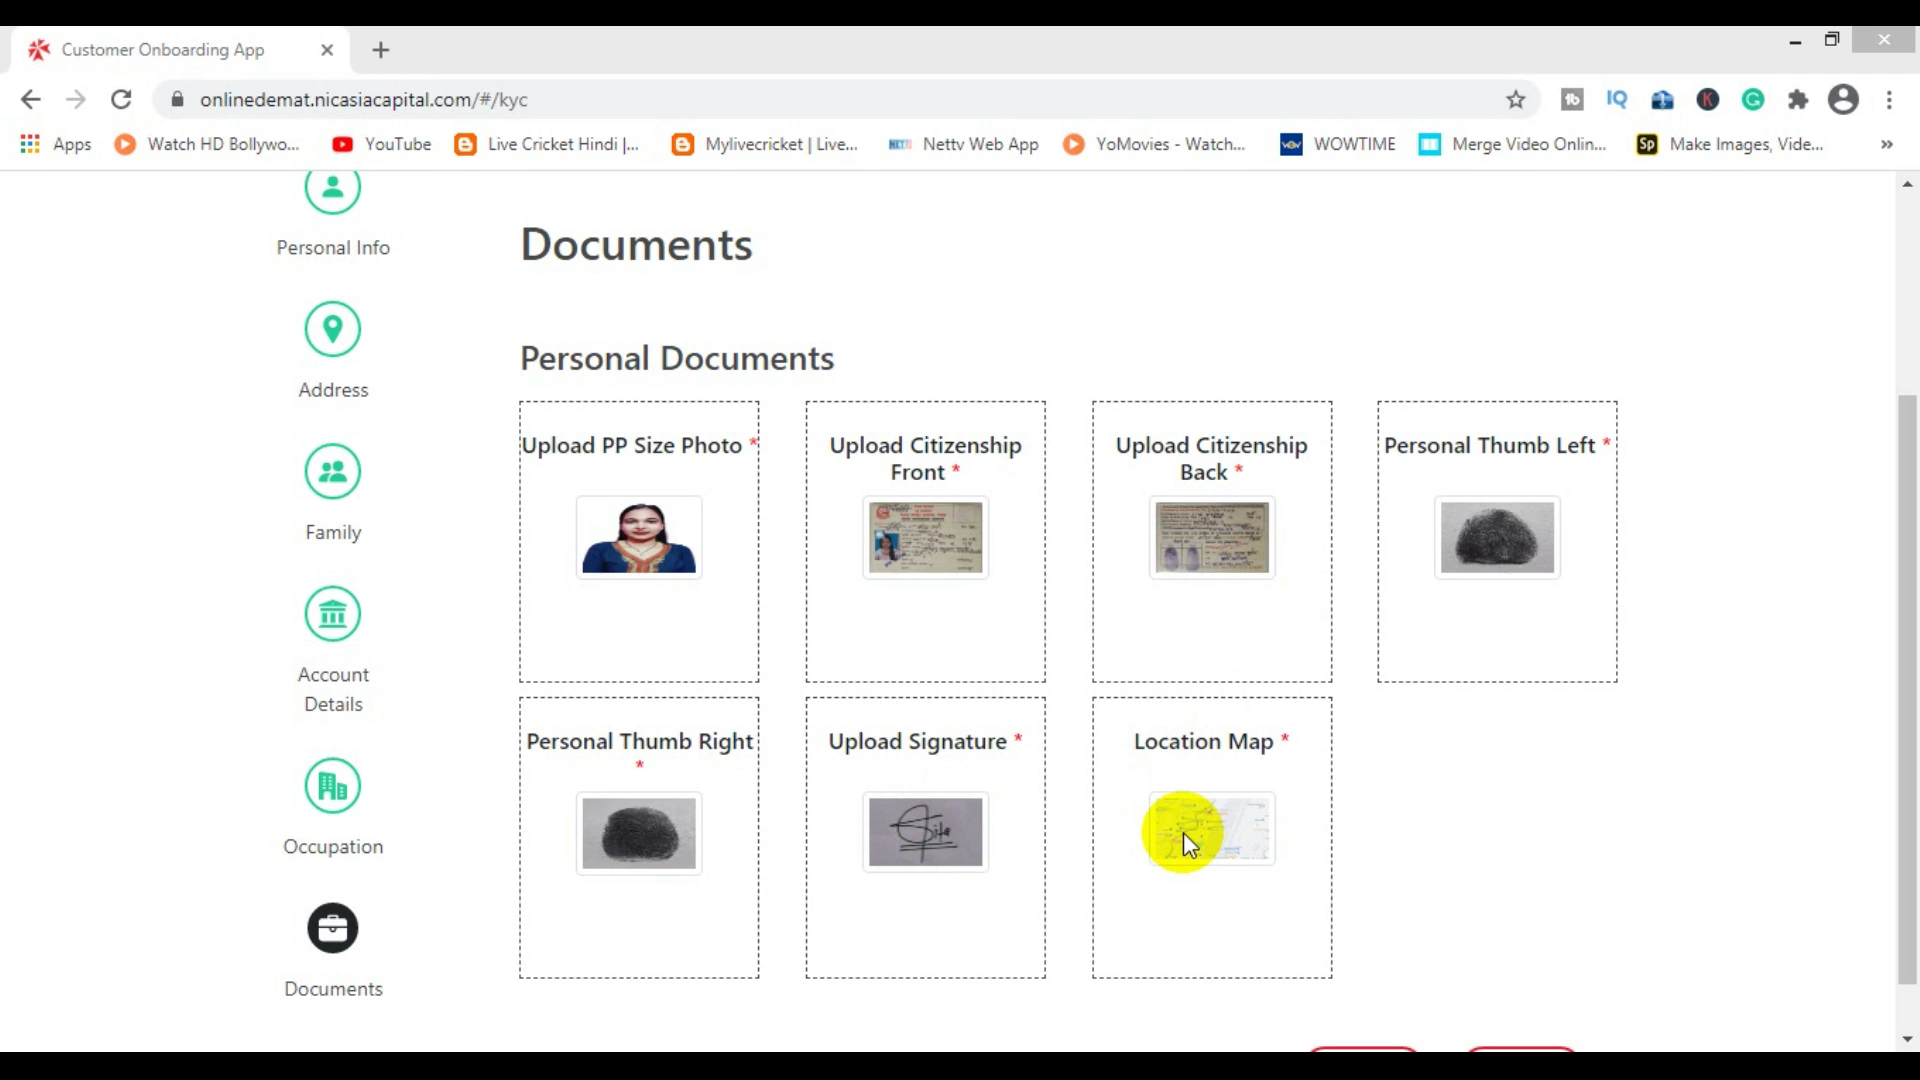 Customer Onboarding App
onlinedemat.nicasiacapital.com/#/kyc
Apps
Watch HD Bollywo...
YouTube
Live Cricket Hindi |...
Mylivecricket | Live...
Nettv Web App
YoMovies - Watch...
WOWTIME
Merge Video Onlin...
Sp
Make Images, Vide...
»
Personal Info
Address
Family
Account
Details
Occupation
Documents
Documents
Personal Documents
Upload PP Size Photo *
Upload Citizenship
Front *
Upload Citizenship
Back *
Personal Thumb Left *
Personal Thumb Right
*
Upload Signature *
Location Map *